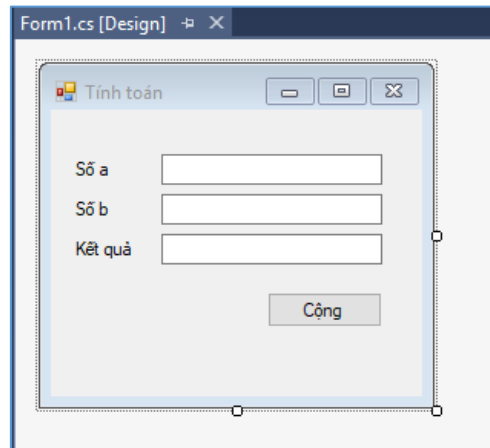 Form1.cs [Design]
Tính toán
Số a
Số b
Kết quả
Cộng